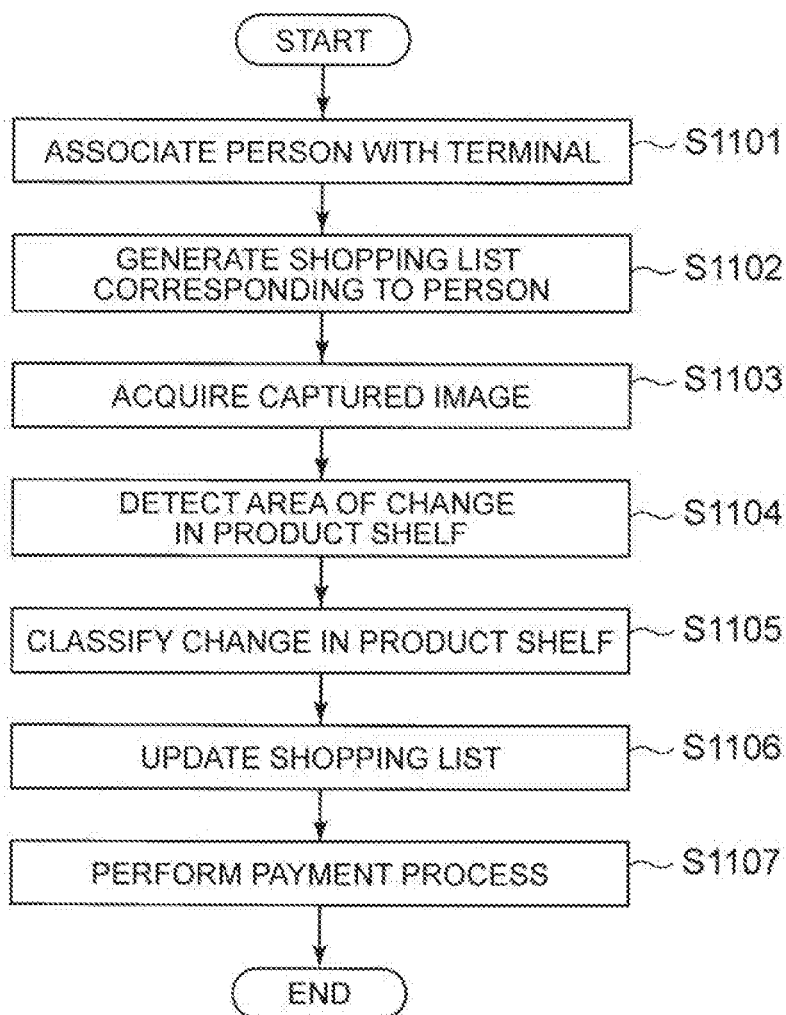 START
ASSOCIATE PERSON WITH TERMINAL
S1101
GENERATE SHOPPING LIST
CORRESPONDING TO PERSON
S1102
ACQUIRE CAPTURED IMAGE
S1103
DETECT AREA OF CHANGE
IN PRODUCT SHELF
S1104
CLASSIFY CHANGE IN PRODUCT SHELF
S1105
UPDATE SHOPPING LIST
S1106
PERFORM PAYMENT PROCESS
S1107
END